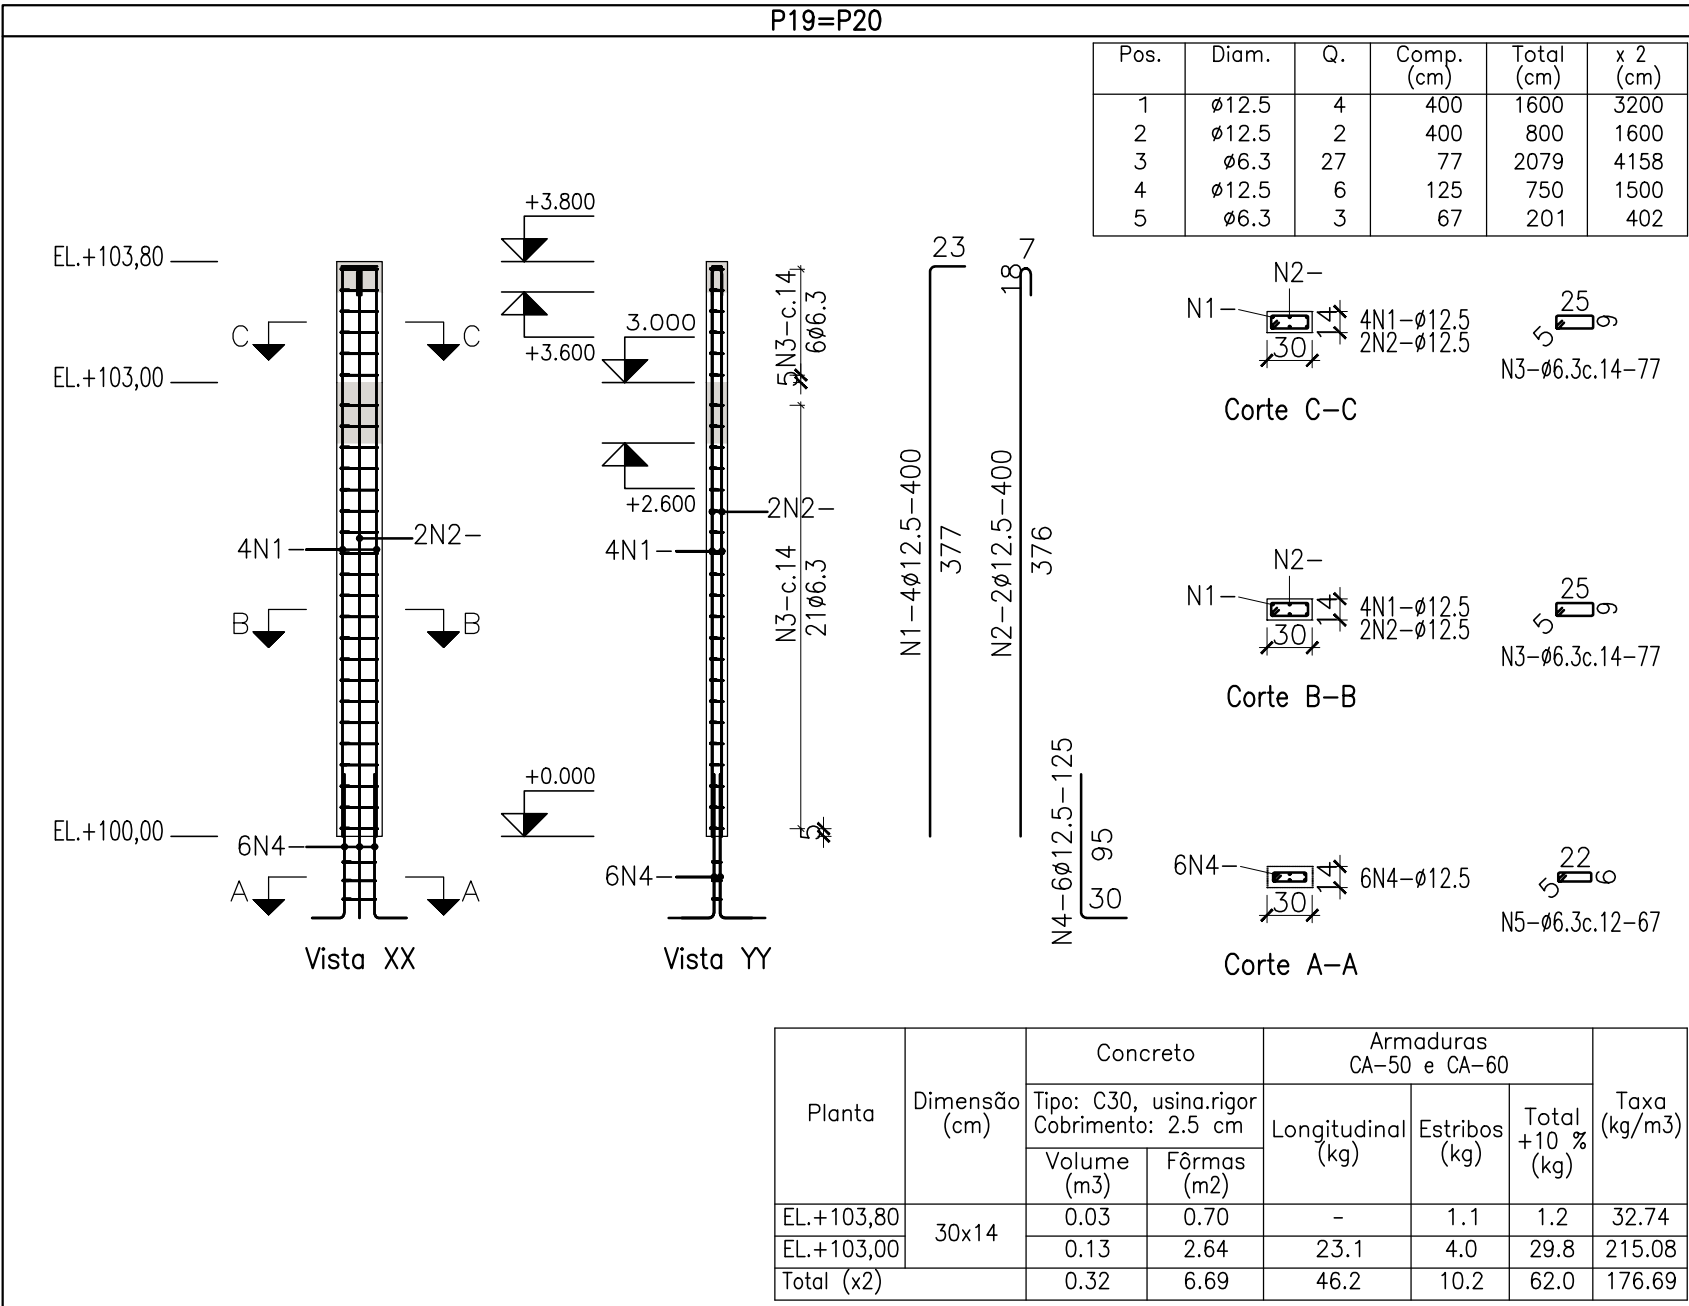 P19=P20
Pos. Diam. Q. Comp. (cm) Total (cm) x 2 (cm)
1 ø12.5 4 400 1600 3200
2 ø12.5 2 400 800 1600
3 ø6.3 27 77 2079 4158
4 ø12.5 6 125 750 1500
5 ø6.3 3 67 201 402
EL.+103,80
EL.+103,00
EL.+100,00
C C
4N1-
2N2-
B B
6N4-
A A
Vista XX
+3.800
+3.600
3.000
+2.600
+0.000
2N2-
4N1-
6N4-
Vista YY
N3-c.14
6ø6.3
5
N3-c.14
21ø6.3
5
23
N1-4ø12.5-400
377
7
18
N2-2ø12.5-400
376
N4-6ø12.5-125
95
30
N2-
N1-
14
30
4N1-ø12.5
2N2-ø12.5
Corte C-C
25
9
5
N3-ø6.3c.14-77
N2-
N1-
14
30
4N1-ø12.5
2N2-ø12.5
Corte B-B
25
9
5
N3-ø6.3c.14-77
6N4-
14
30
6N4-ø12.5
Corte A-A
22
6
5
N5-ø6.3c.12-67
Planta
Dimensão
(cm)
Concreto
Tipo: C30, usina.rigor
Cobrimento: 2.5 cm
Volume
(m3)
Fôrmas
(m2)
Armaduras
CA-50 e CA-60
Longitudinal
(kg)
Estribos
(kg)
Total
+10 %
(kg)
Taxa
(kg/m3)
EL.+103,80 30x14 0.03 0.70 - 1.1 1.2 32.74
EL.+103,00 0.13 2.64 23.1 4.0 29.8 215.08
Total (x2) 0.32 6.69 46.2 10.2 62.0 176.69